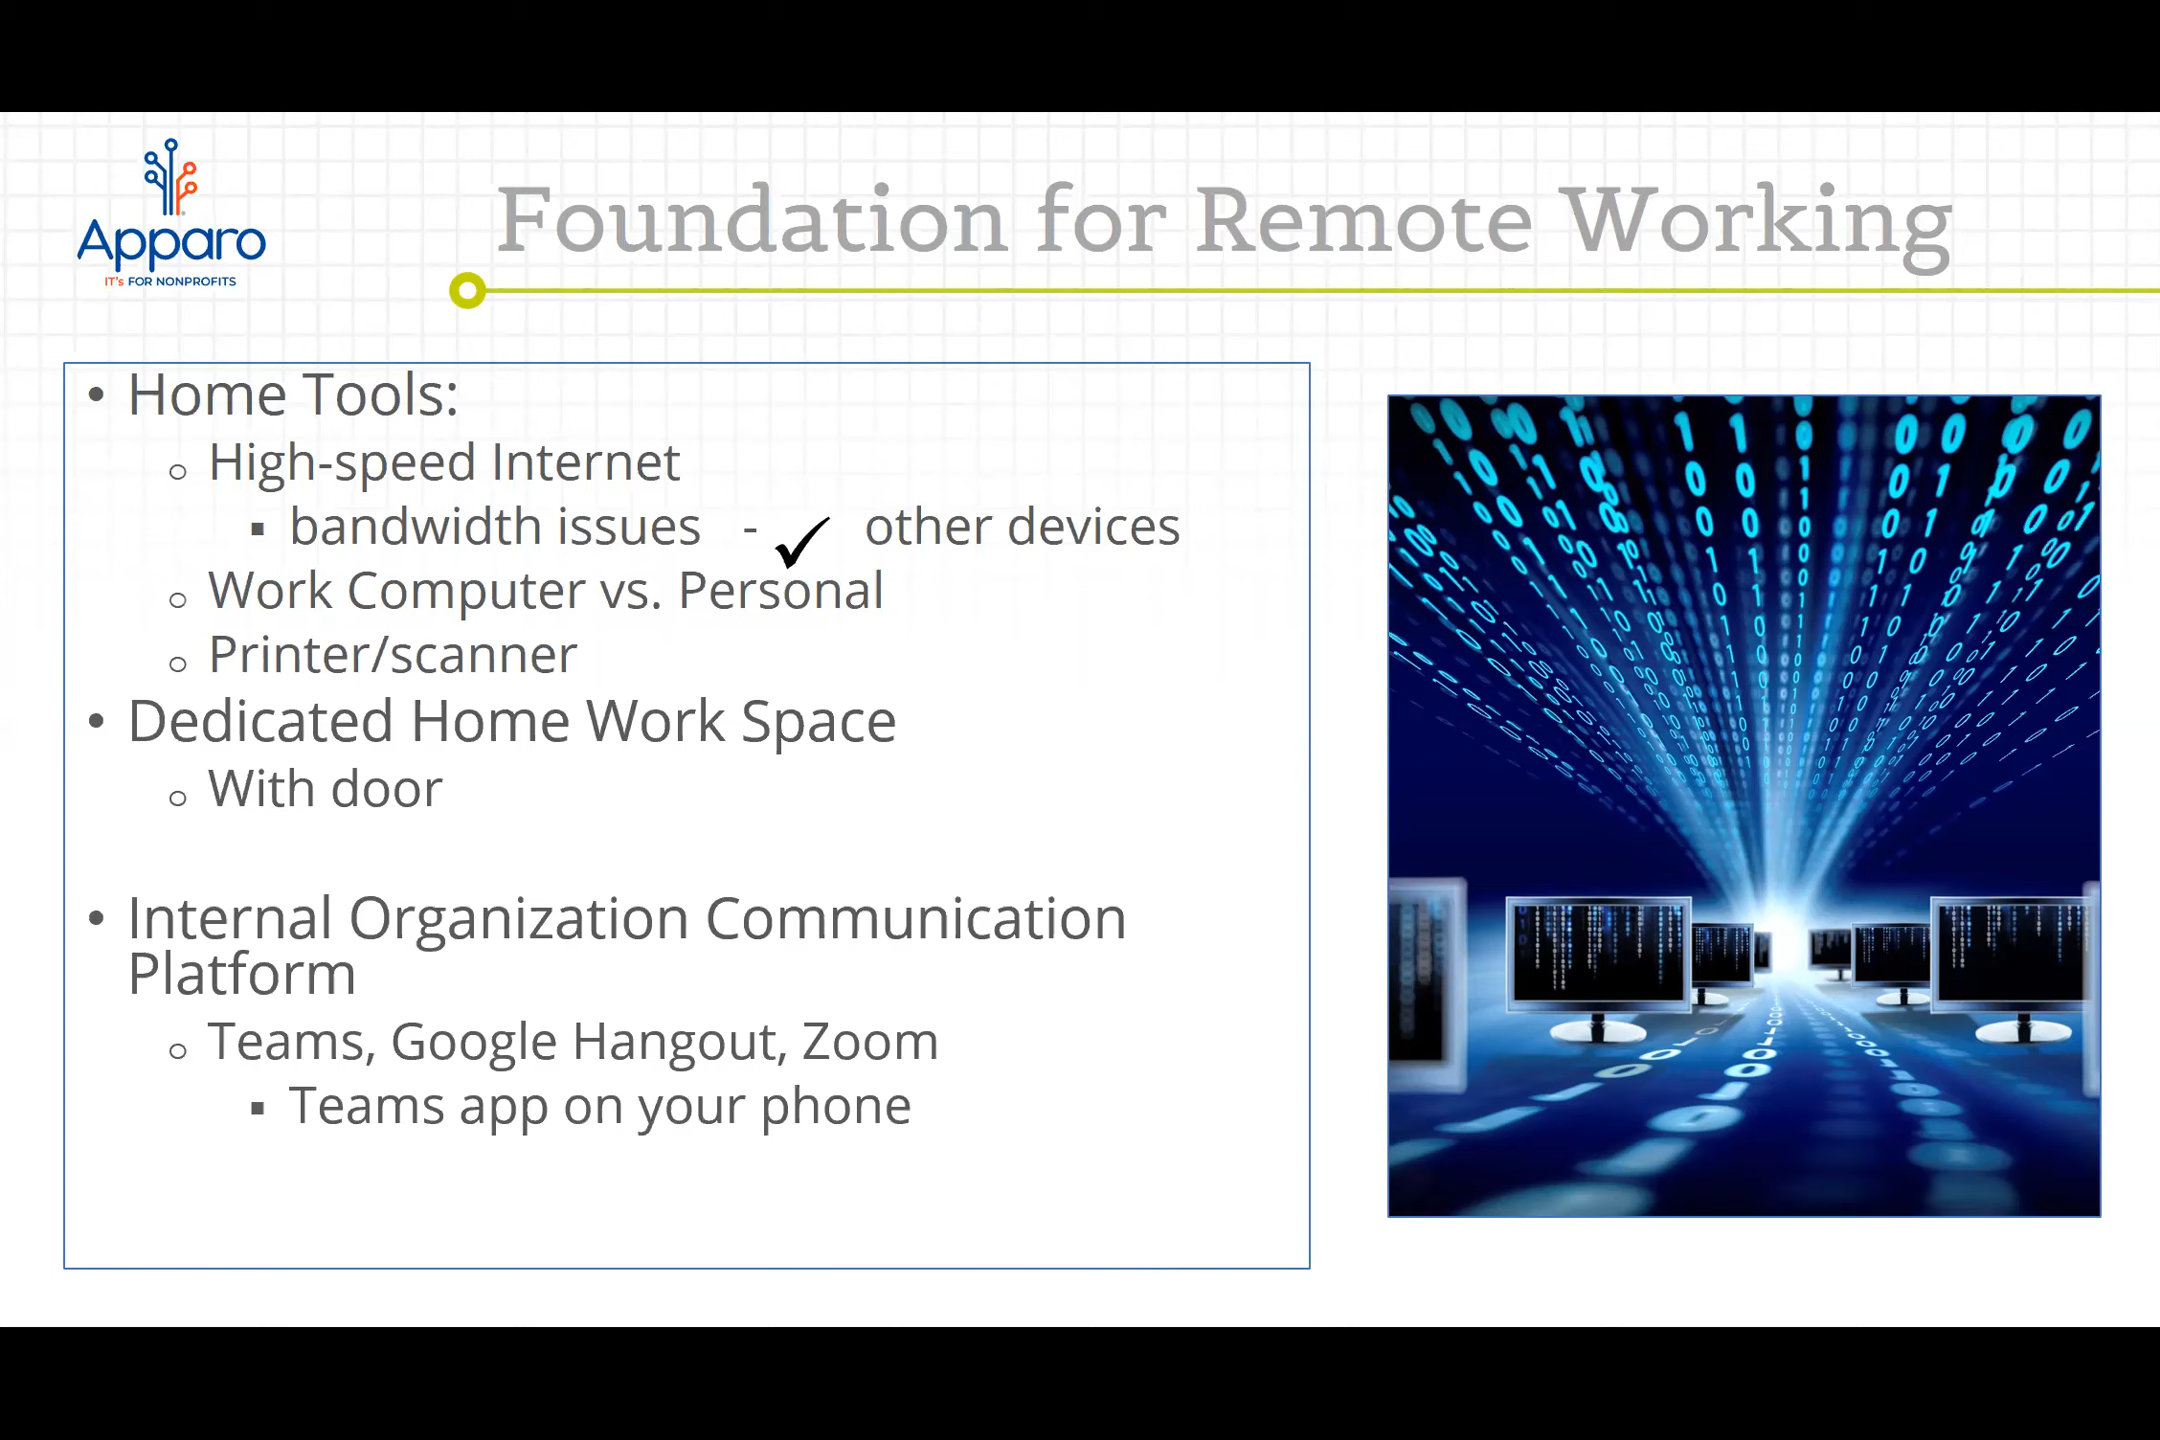 Apparo
IT's FOR NONPROFITS
Foundation for Remote Working
• Home Tools:
o High-speed Internet
▪ bandwidth issues - ✓ other devices
o Work Computer vs. Personal
o Printer/scanner
• Dedicated Home Work Space
o With door
• Internal Organization Communication
Platform
o Teams, Google Hangout, Zoom
▪ Teams app on your phone